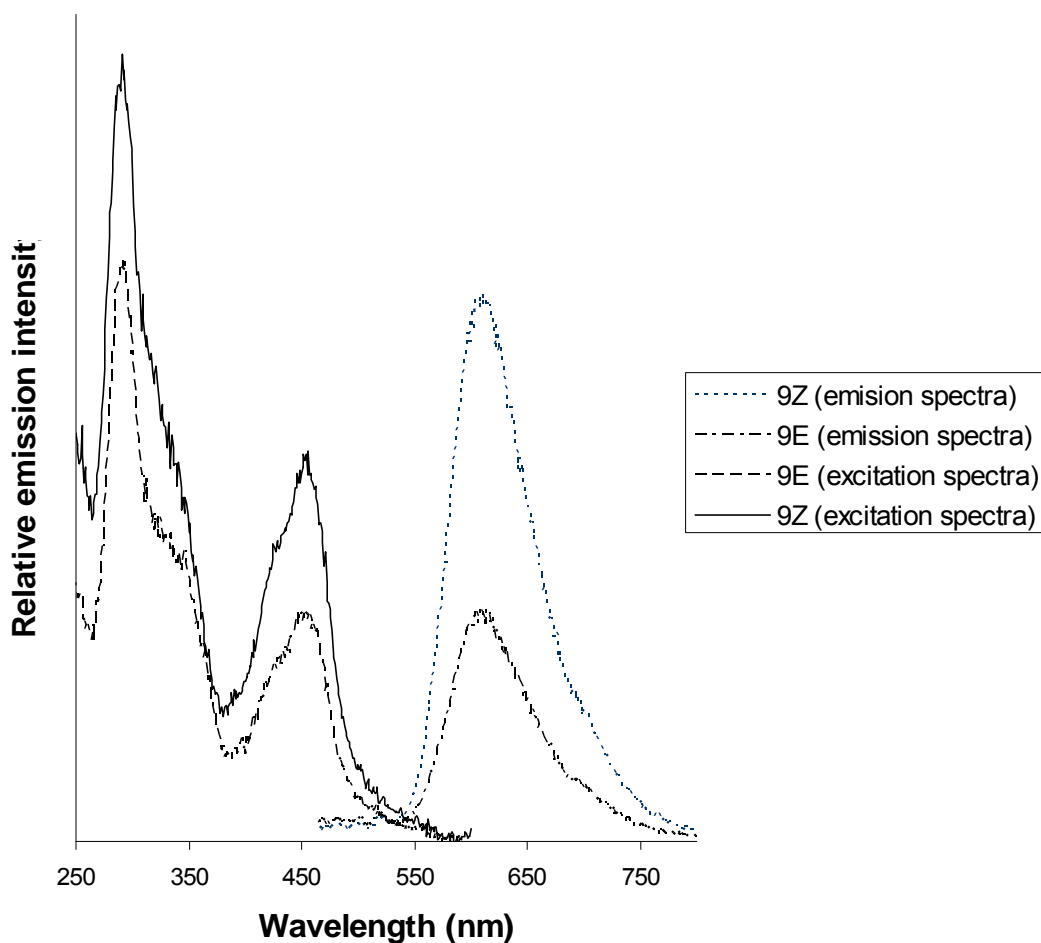 Relative emission intensit
9Z (emision spectra)
9E (emission spectra)
9E (excitation spectra)
9Z (excitation spectra)
250 350 450 550 650 750
Wavelength (nm)